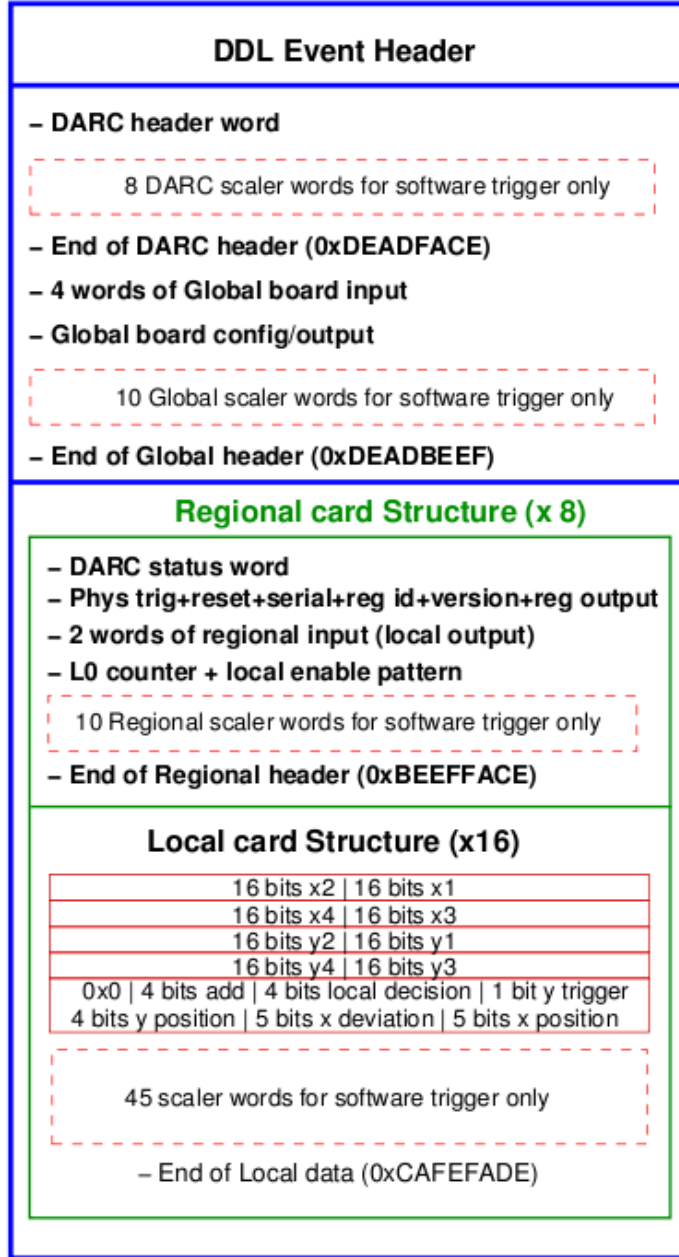 DDL Event Header
– DARC header word
8 DARC scaler words for software trigger only
– End of DARC header (0xDEADFACE)
– 4 words of Global board input
– Global board config/output
10 Global scaler words for software trigger only
– End of Global header (0xDEADBEEF)
Regional card Structure (x 8)
– DARC status word
– Phys trig+reset+serial+reg id+version+reg output
– 2 words of regional input (local output)
– L0 counter + local enable pattern
10 Regional scaler words for software trigger only
– End of Regional header (0xBEEFFACE)
Local card Structure (x16)
16 bits x2 | 16 bits x1
16 bits x4 | 16 bits x3
16 bits y2 | 16 bits y1
16 bits y4 | 16 bits y3
0x0 | 4 bits add | 4 bits local decision | 1 bit y trigger
4 bits y position | 5 bits x deviation | 5 bits x position
45 scaler words for software trigger only
– End of Local data (0xCAFEFADE)